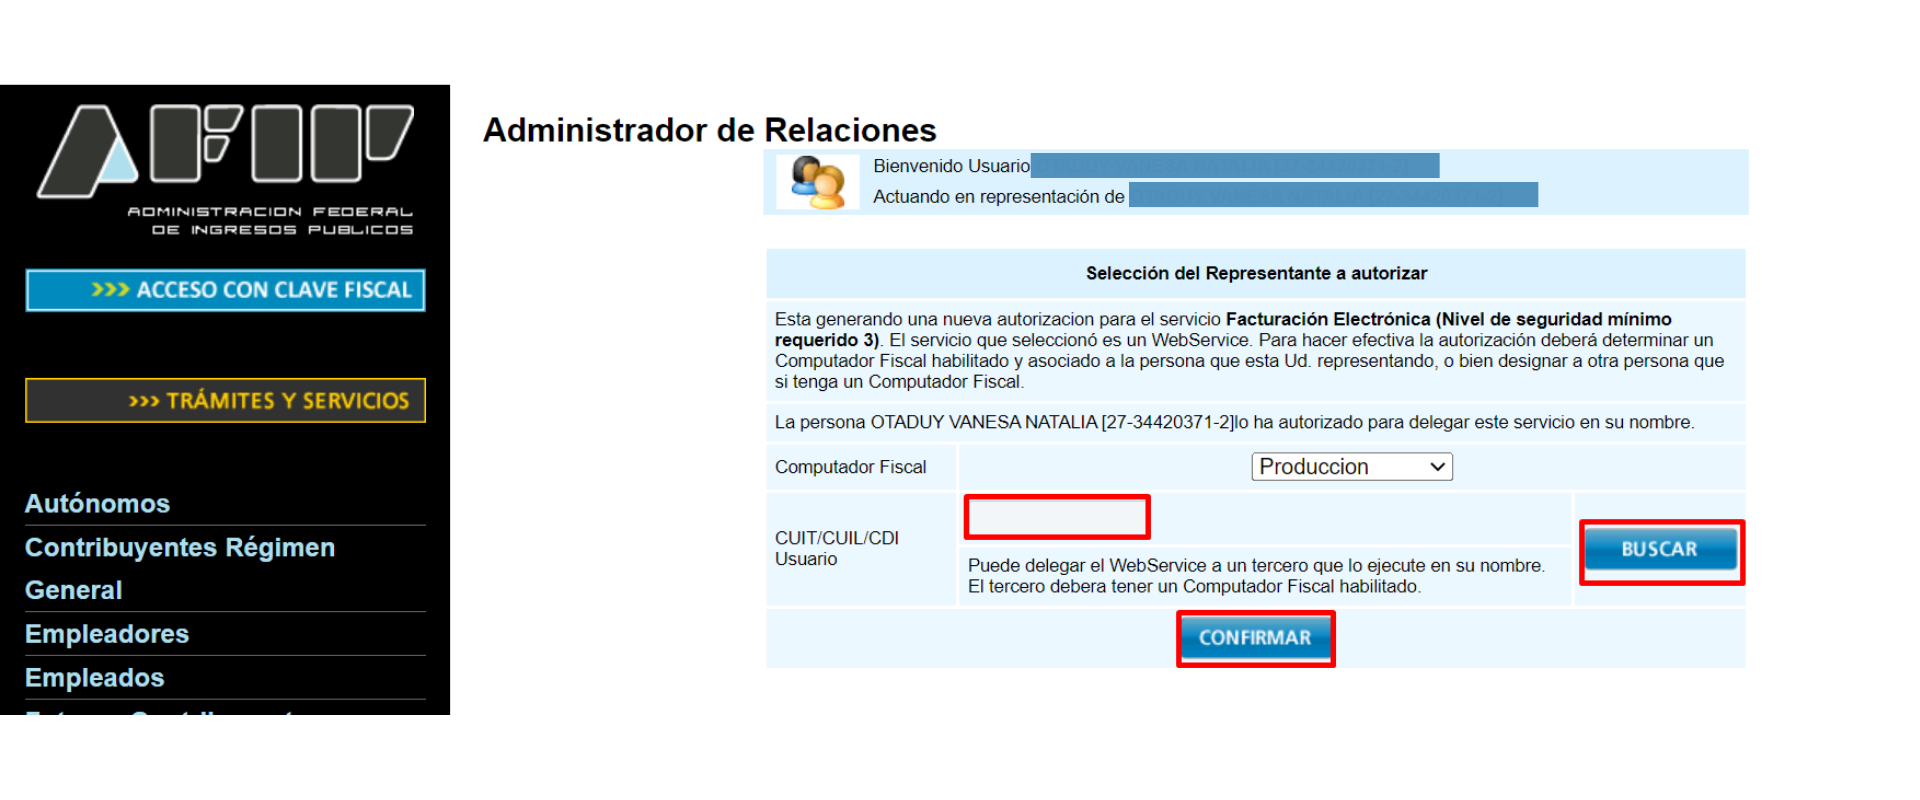 AFIP
ADMINISTRACION FEDERAL
DE INGRESOS PUBLICOS
>>> ACCESO CON CLAVE FISCAL
>>> TRÁMITES Y SERVICIOS
Autónomos
Contribuyentes Régimen
General
Empleadores
Empleados
Administrador de Relaciones
Bienvenido Usuario
Actuando en representación de
Selección del Representante a autorizar
Esta generando una nueva autorizacion para el servicio Facturación Electrónica (Nivel de seguridad mínimo
requerido 3). El servicio que seleccionó es un WebService. Para hacer efectiva la autorización deberá determinar un
Computador Fiscal habilitado y asociado a la persona que esta Ud. representando, o bien designar a otra persona que
si tenga un Computador Fiscal.
La persona OTADUY VANESA NATALIA [27-34420371-2]lo ha autorizado para delegar este servicio en su nombre.
Computador Fiscal
Produccion
CUIT/CUIL/CDI
Usuario
Puede delegar el WebService a un tercero que lo ejecute en su nombre.
El tercero debera tener un Computador Fiscal habilitado.
BUSCAR
CONFIRMAR